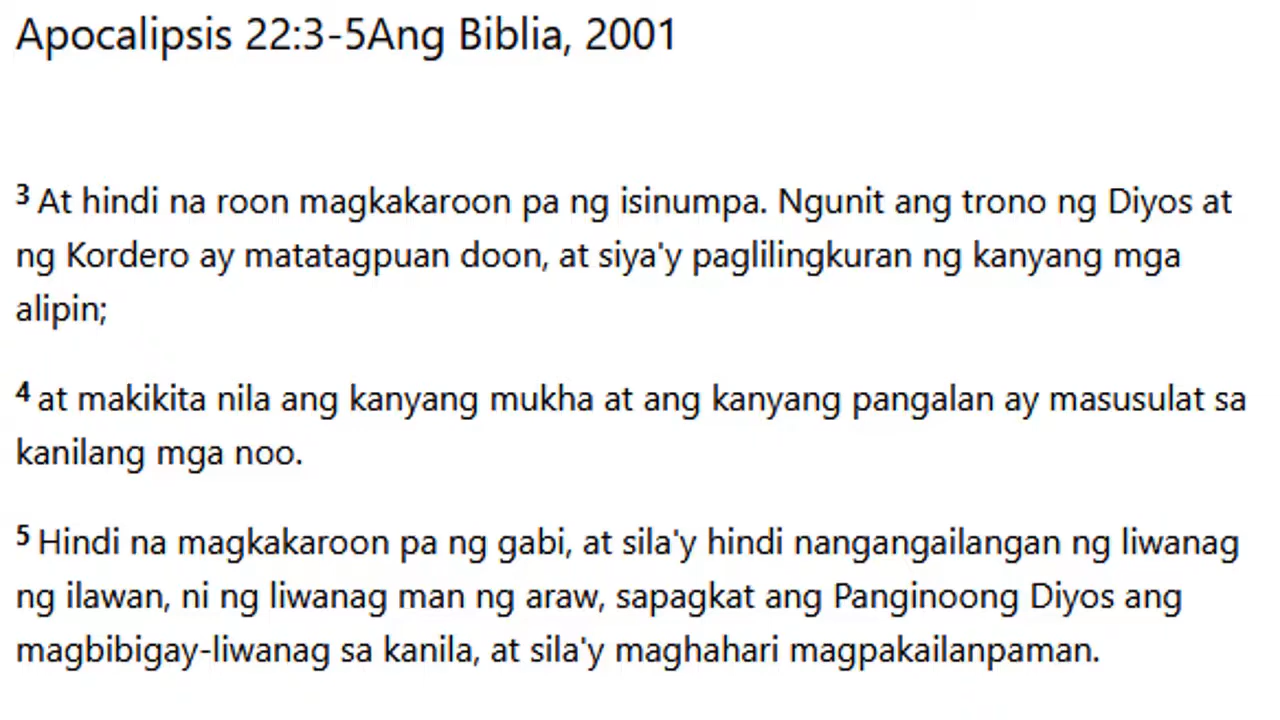 Apocalipsis 22:3-5Ang Biblia, 2001
3 At hindi na roon magkakaroon pa ng isinumpa. Ngunit ang trono ng Diyos at
ng Kordero ay matatagpuan doon, at siya'y paglilingkuran ng kanyang mga
alipin;
4 at makikita nila ang kanyang mukha at ang kanyang pangalan ay masusulat sa
kanilang mga noo.
5 Hindi na magkakaroon pa ng gabi, at sila'y hindi nangangailangan ng liwanag
ng ilawan, ni ng liwanag man ng araw, sapagkat ang Panginoong Diyos ang
magbibigay-liwanag sa kanila, at sila'y maghahari magpakailanpaman.